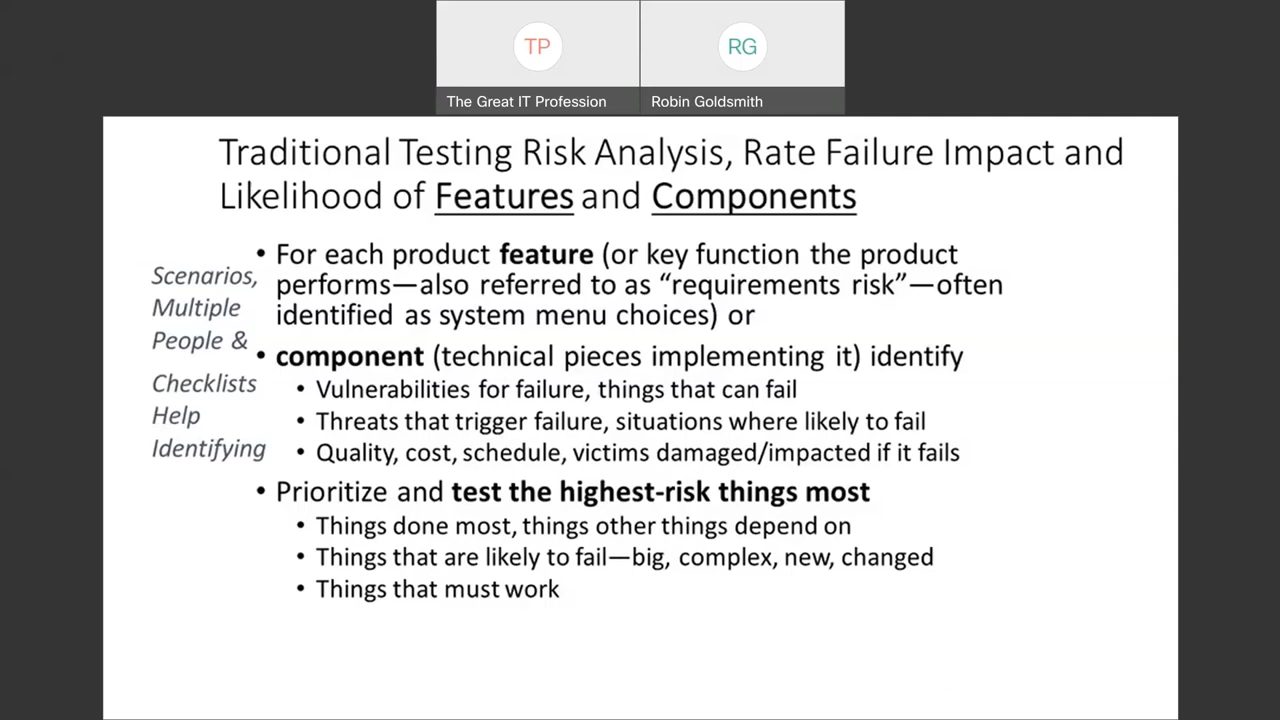 TP
RG
The Great IT Profession
Robin Goldsmith
Traditional Testing Risk Analysis, Rate Failure Impact and
Likelihood of Features and Components
Scenarios,
Multiple
People &
Checklists
Help
Identifying
• For each product feature (or key function the product
performs—also referred to as “requirements risk”—often
identified as system menu choices) or
• component (technical pieces implementing it) identify
• Vulnerabilities for failure, things that can fail
• Threats that trigger failure, situations where likely to fail
• Quality, cost, schedule, victims damaged/impacted if it fails
• Prioritize and test the highest-risk things most
• Things done most, things other things depend on
• Things that are likely to fail—big, complex, new, changed
• Things that must work